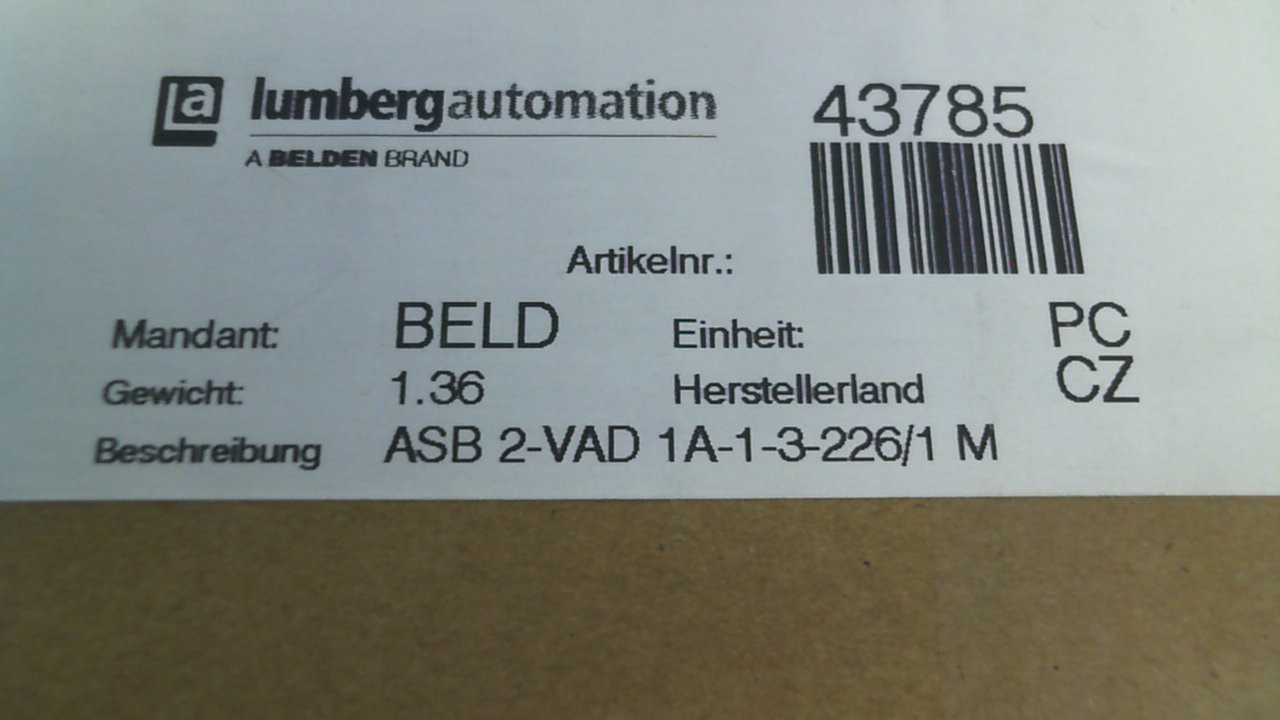 a lumbergautomation 43785
A BELDEN BRAND
Artikelnr.:
Mandant: BELD Einheit: PC
Gewicht: 1.36 Herstellerland CZ
Beschreibung ASB 2-VAD 1A-1-3-226/1 M